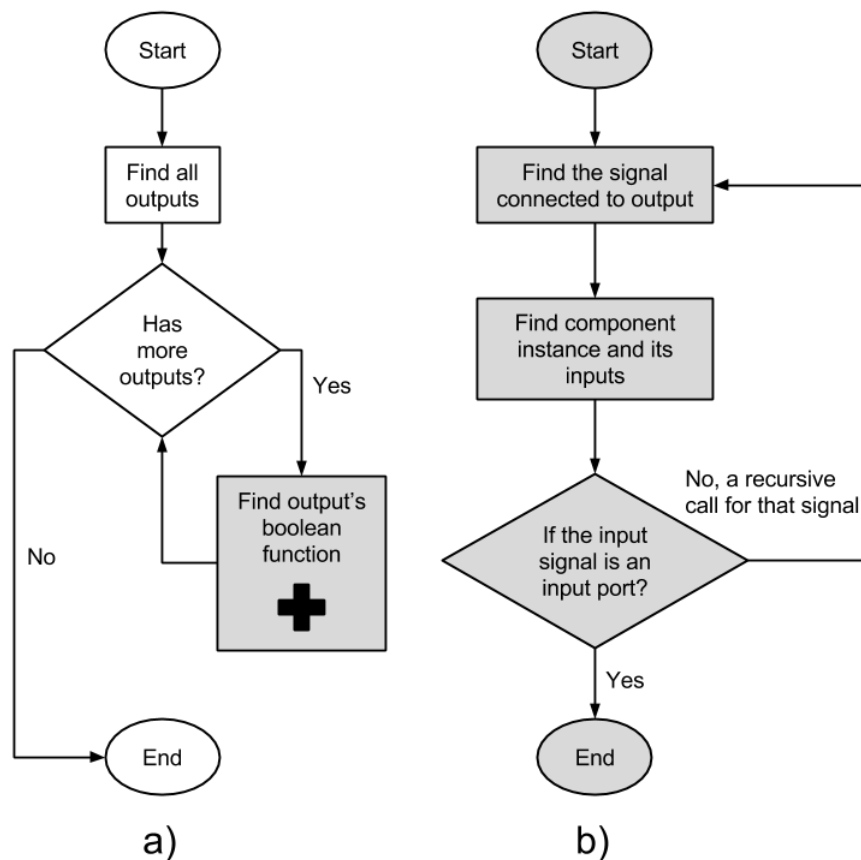 Start
Find all
outputs
Has
more
outputs?
Yes
Find output's
boolean
function
No
End
a)
Start
Find the signal
connected to output
Find component
instance and its
inputs
No, a recursive
call for that signal
If the input
signal is an
input port?
Yes
End
b)